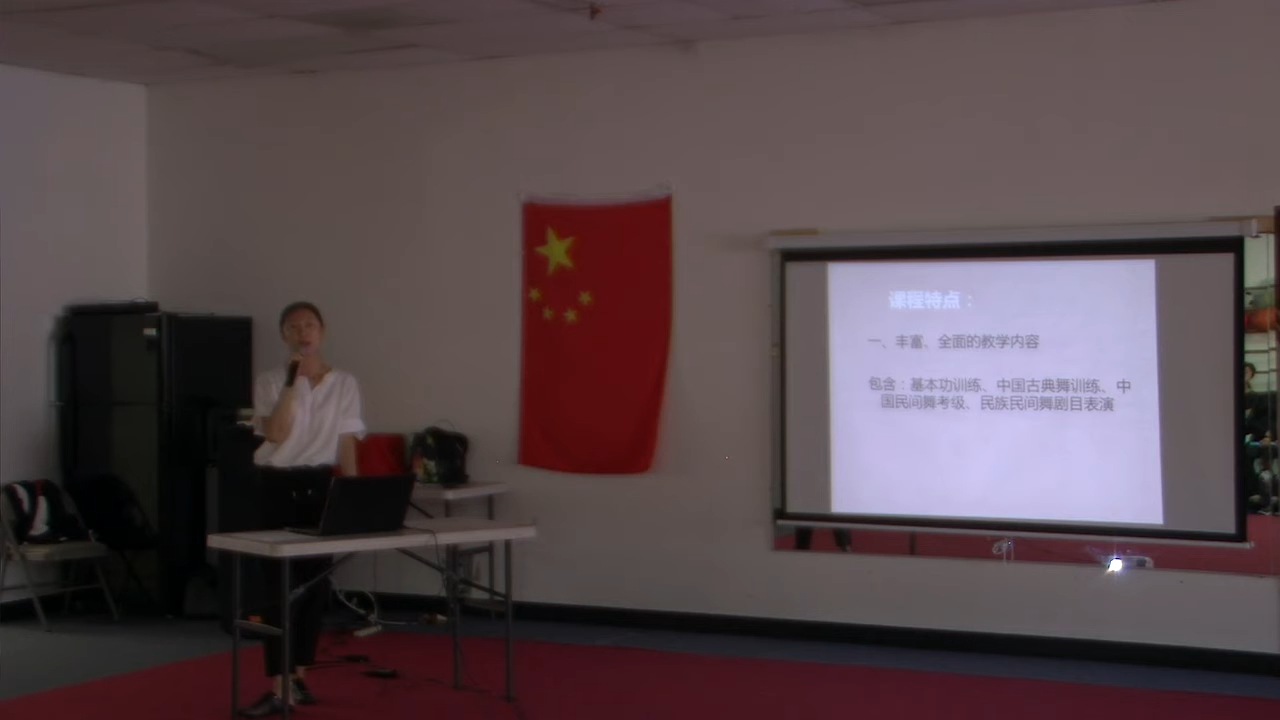 课程特点：
一、丰富、全面的教学内容
包含：基本功训练、中国古典舞训练、中
国民间舞考级、民族民间舞剧目表演